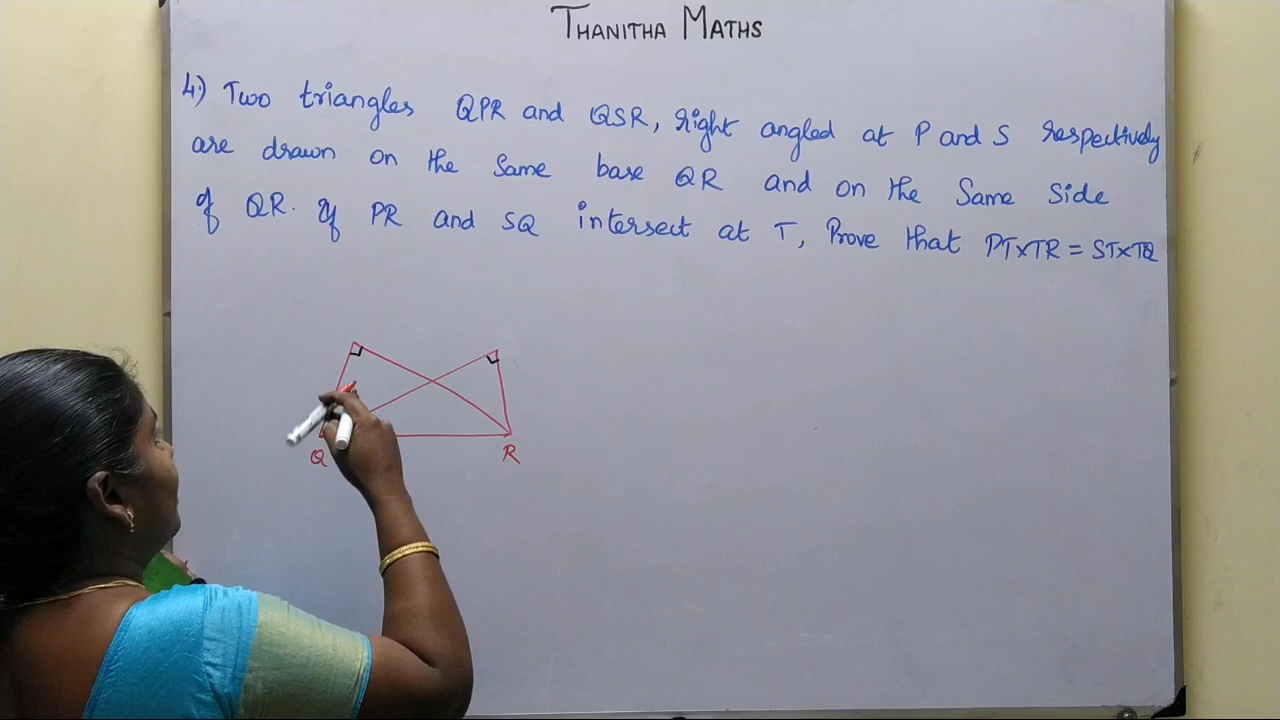 THANITHA MATHS
4.) Two triangles QPR and QSR, right angled at P and S respectively
are drawn on the same base QR and on the same side
of QR. If PR and SQ intersect at T, Prove that PT×TR = ST×TQ
Q R